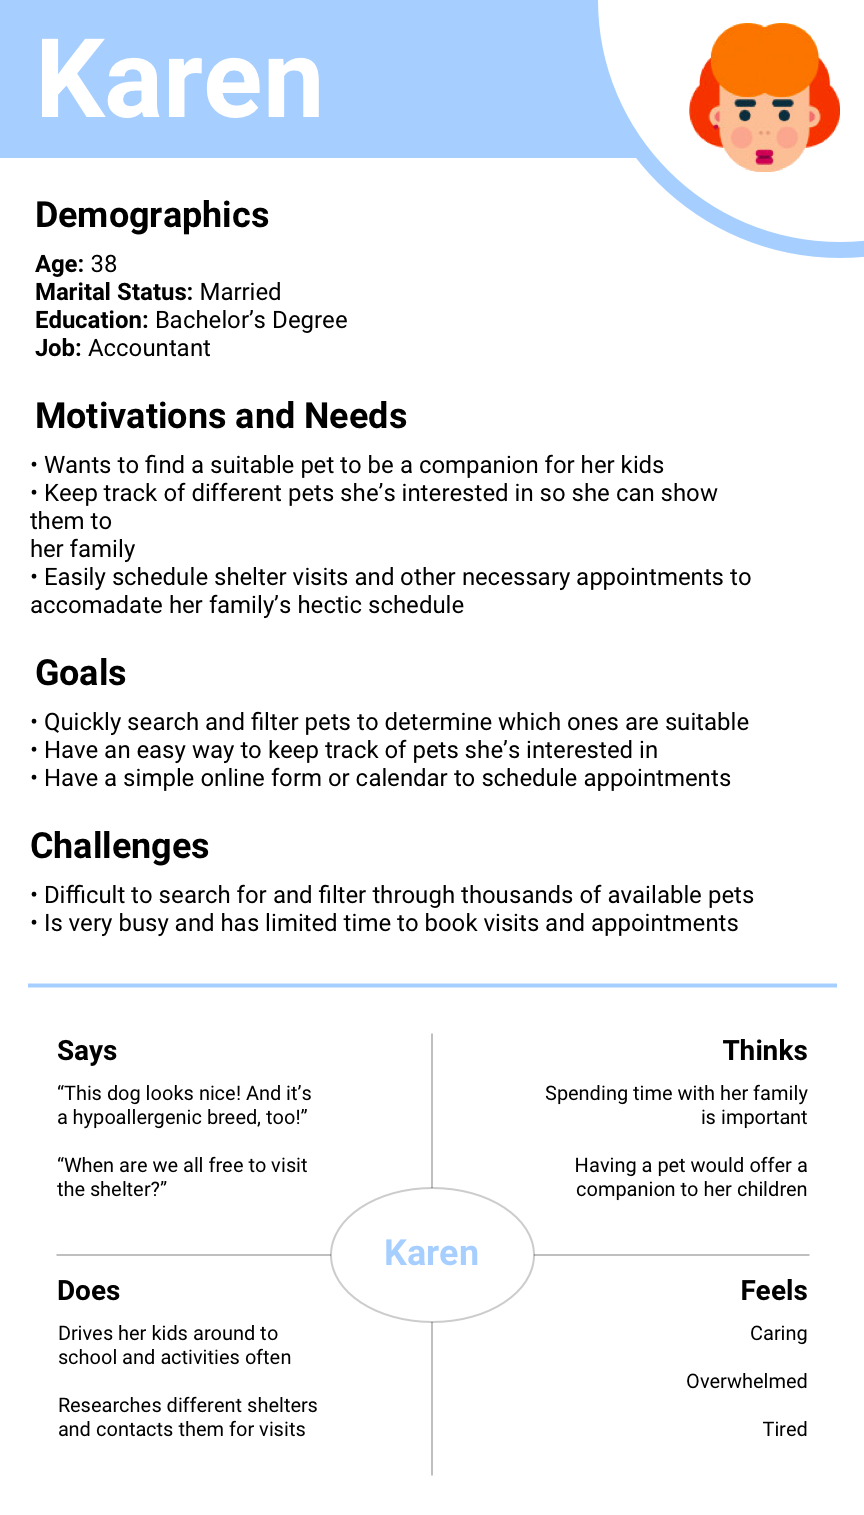 Karen
Demographics
Age: 38
Marital Status: Married
Education: Bachelor’s Degree
Job: Accountant
Motivations and Needs
• Wants to find a suitable pet to be a companion for her kids
• Keep track of different pets she’s interested in so she can show
them to
her family
• Easily schedule shelter visits and other necessary appointments to
accomadate her family’s hectic schedule
Goals
• Quickly search and filter pets to determine which ones are suitable
• Have an easy way to keep track of pets she’s interested in
• Have a simple online form or calendar to schedule appointments
Challenges
• Difficult to search for and filter through thousands of available pets
• Is very busy and has limited time to book visits and appointments
Says
“This dog looks nice! And it’s
a hypoallergenic breed, too!”
“When are we all free to visit
the shelter?”
Thinks
Spending time with her family
is important
Having a pet would offer a
companion to her children
Karen
Does
Drives her kids around to
school and activities often
Researches different shelters
and contacts them for visits
Feels
Caring
Overwhelmed
Tired